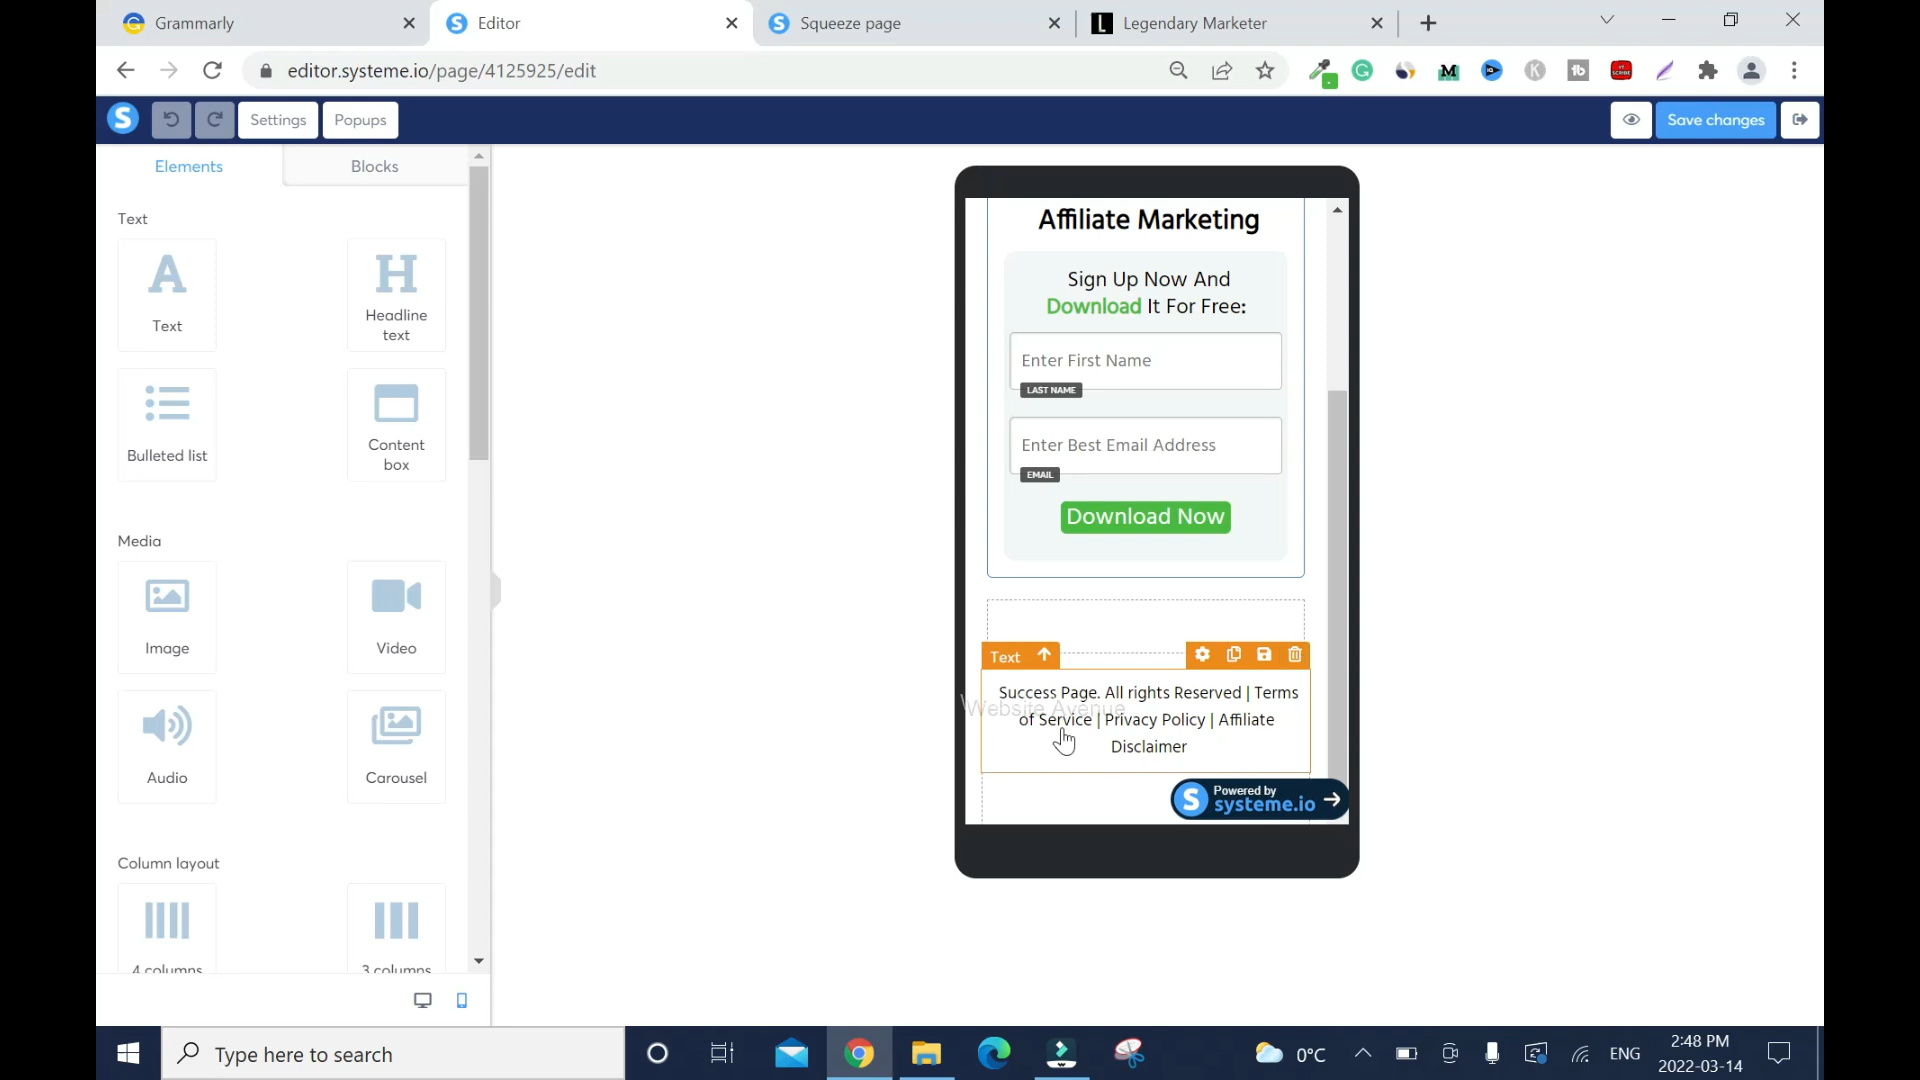 Grammarly
Editor
Squeeze page
Legendary Marketer
editor.systeme.io/page/4125925/edit
Settings
Popups
Save changes
Elements
Blocks
Text
Text
Headline
text
Bulleted list
Content
box
Media
Image
Video
Audio
Carousel
Column layout
4 columns
3 columns
Affiliate Marketing
Sign Up Now And
Download It For Free:
Enter First Name
LAST NAME
Enter Best Email Address
EMAIL
Download Now
Text
Success Page. All rights Reserved | Terms
of Service | Privacy Policy | Affiliate
Disclaimer
Website Avenue
Powered by
systeme.io
Type here to search
0°C
ENG
2:48 PM
2022-03-14